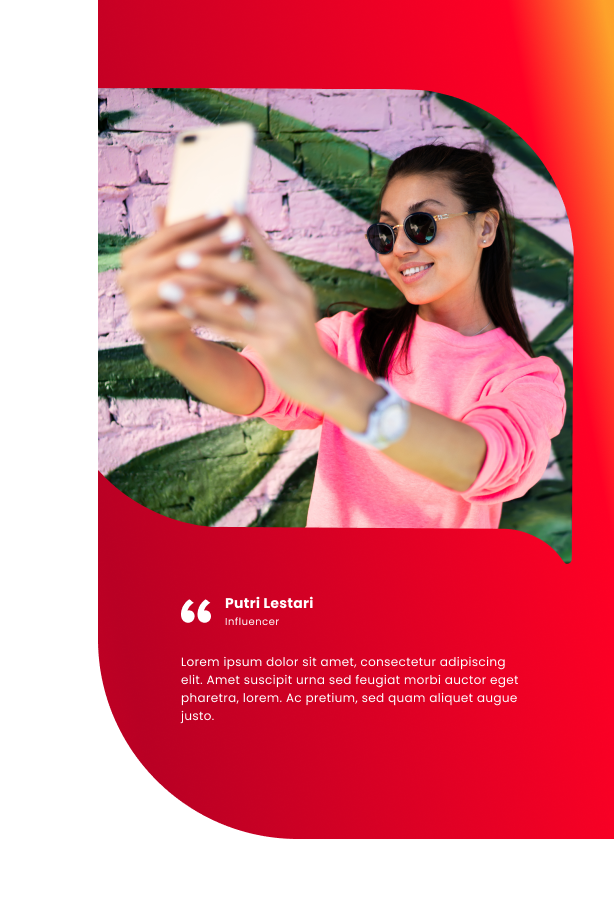 Putri Lestari
Influencer
Lorem ipsum dolor sit amet, consectetur adipiscing
elit. Amet suscipit urna sed feugiat morbi auctor eget
pharetra, lorem. Ac pretium, sed quam aliquet augue
justo.